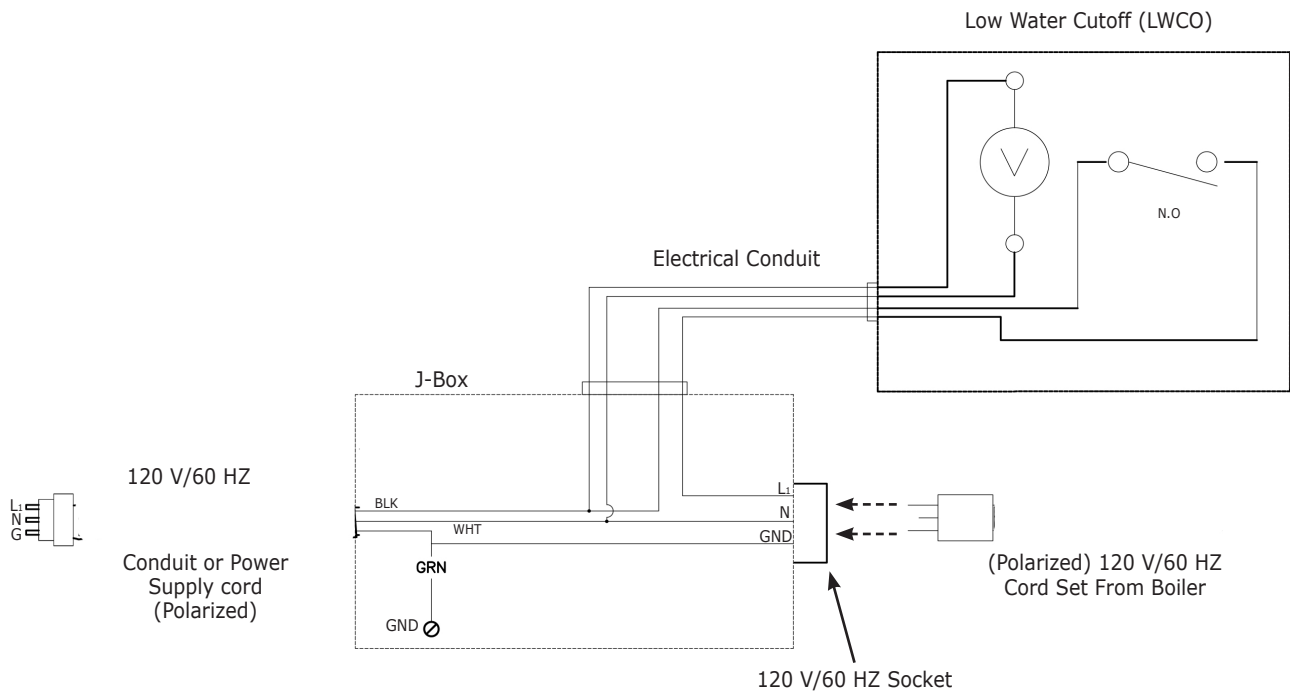 Low Water Cutoff (LWCO)
V
N.O
Electrical Conduit
J-Box
120 V/60 HZ
L1
N
G
BLK
WHT
GRN
GND
L1
N
GND
Conduit or Power
Supply cord
(Polarized)
(Polarized) 120 V/60 HZ
Cord Set From Boiler
120 V/60 HZ Socket